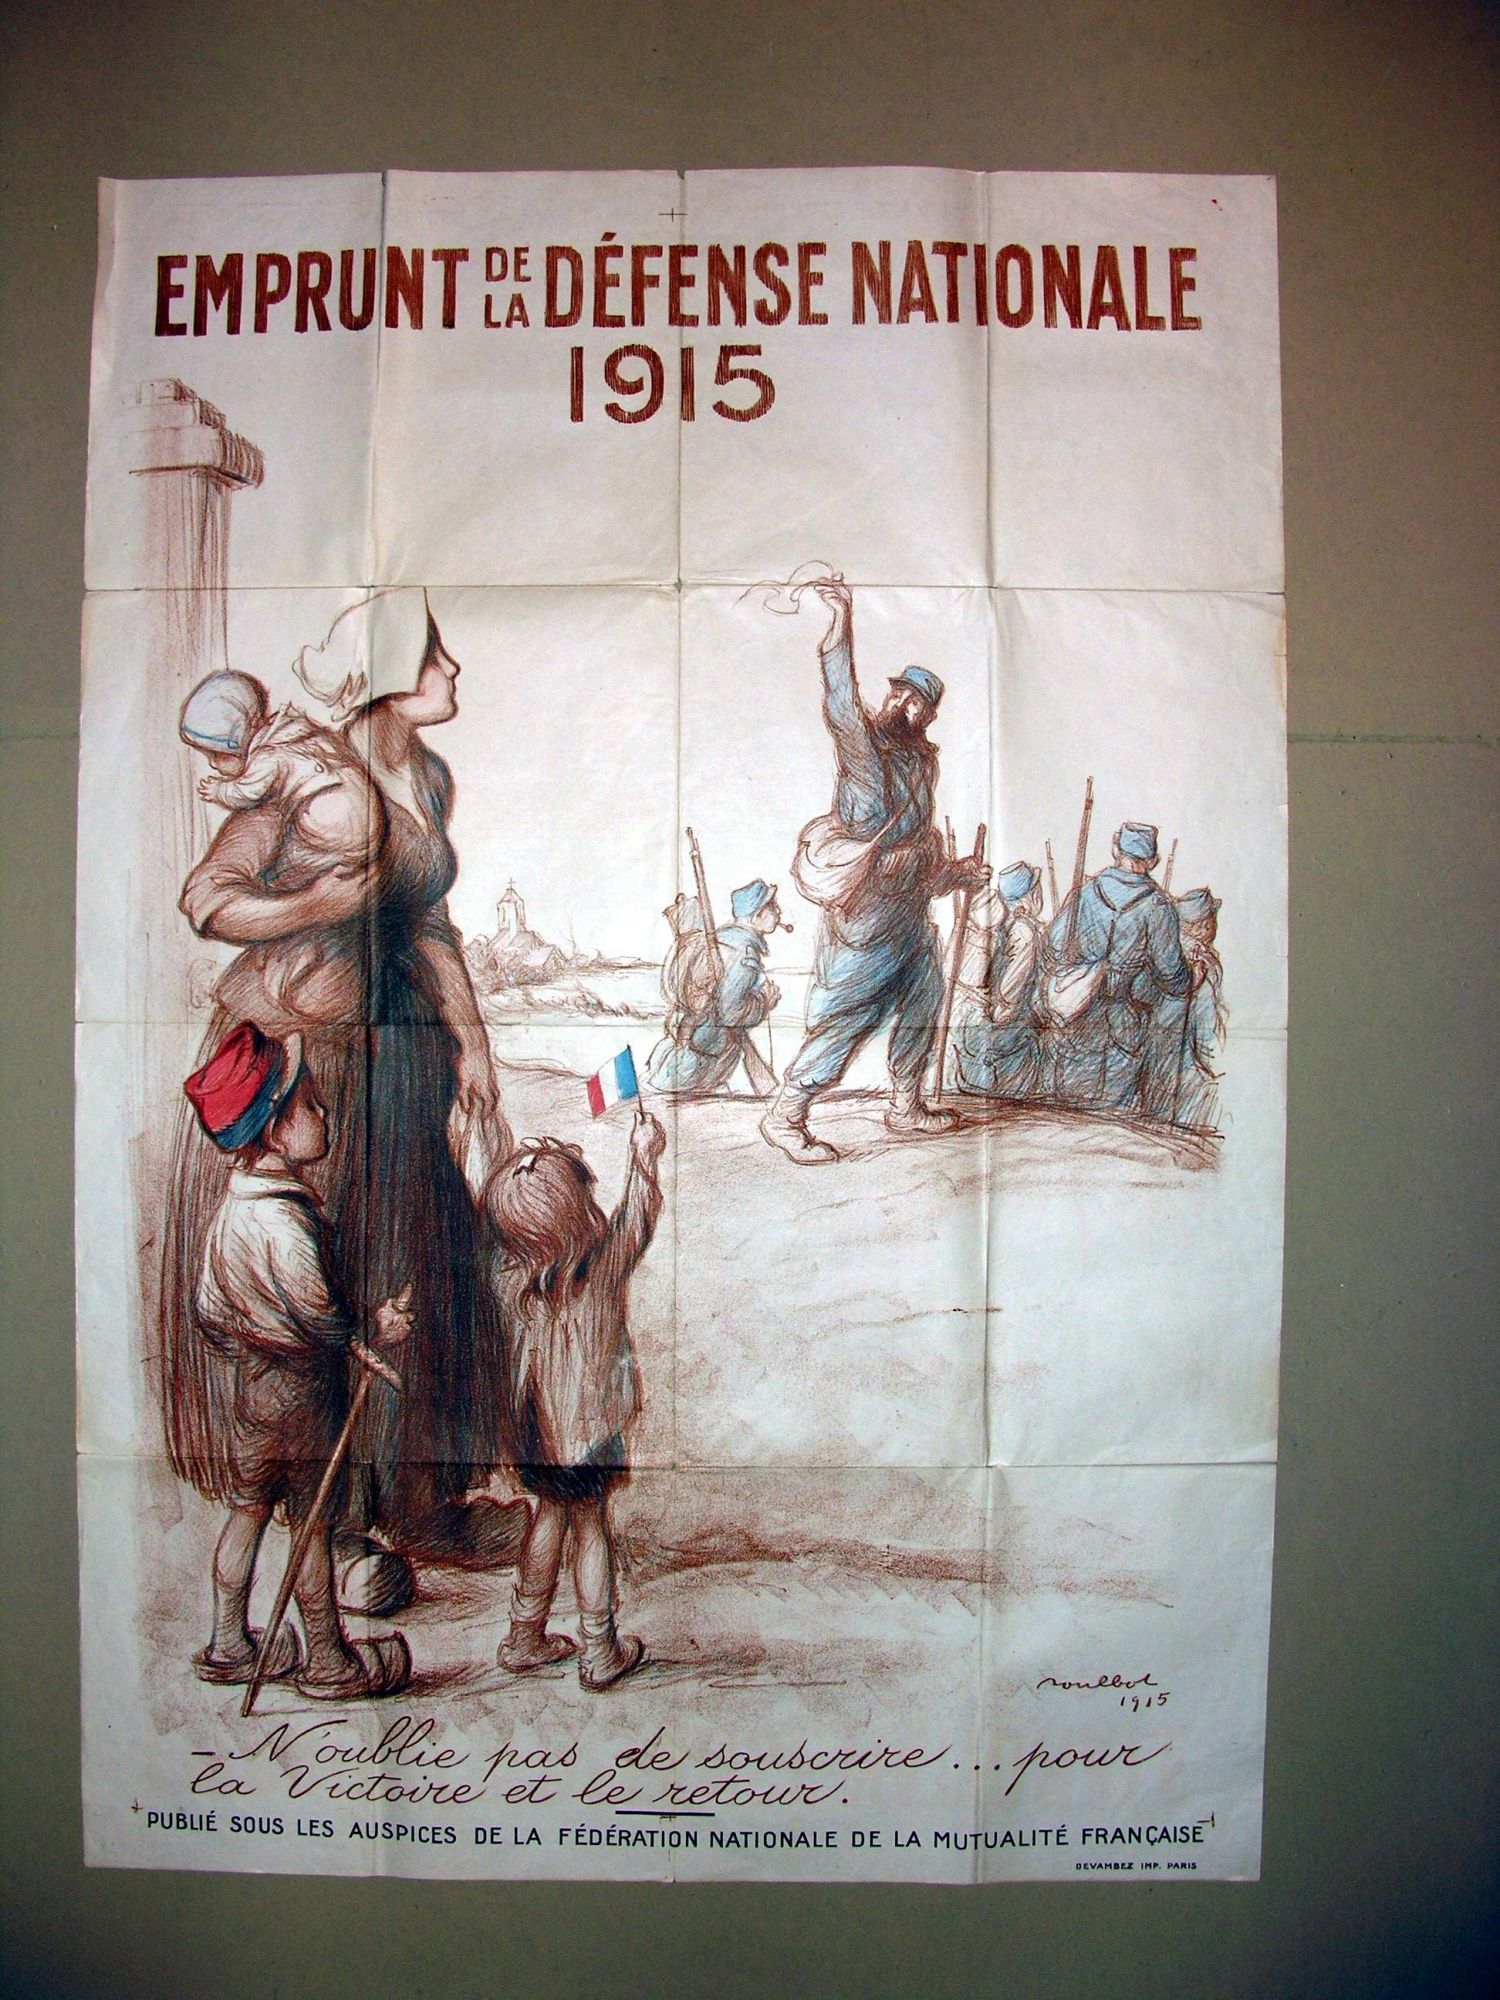 EMPRUNT DE LA DÉFENSE NATIONALE
1915
Poulbot
1915
– N'oublie pas de souscrire... pour
la Victoire et le retour.
PUBLIÉ SOUS LES AUSPICES DE LA FÉDÉRATION NATIONALE DE LA MUTUALITÉ FRANÇAISE
DEVAMBEZ IMP. PARIS